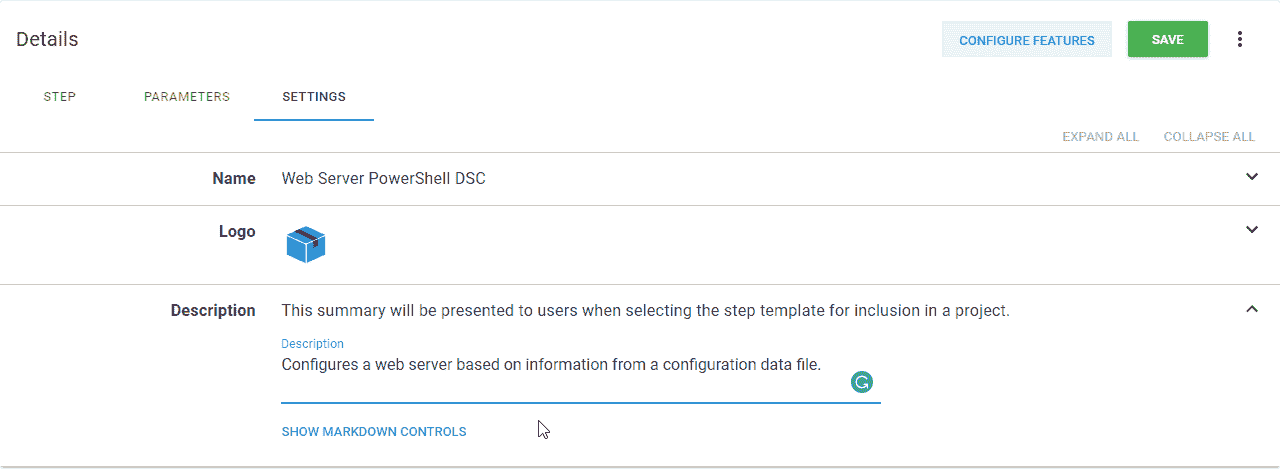 Details
CONFIGURE FEATURES
SAVE
STEP
PARAMETERS
SETTINGS
EXPAND ALL
COLLAPSE ALL
Name
Web Server PowerShell DSC
Logo
Description
This summary will be presented to users when selecting the step template for inclusion in a project.
Description
Configures a web server based on information from a configuration data file.
SHOW MARKDOWN CONTROLS